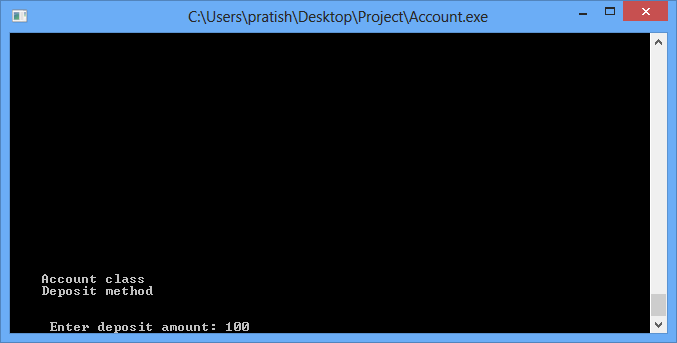 C:\Users\pratish\Desktop\Project\Account.exe
Account class
Deposit method
Enter deposit amount: 100